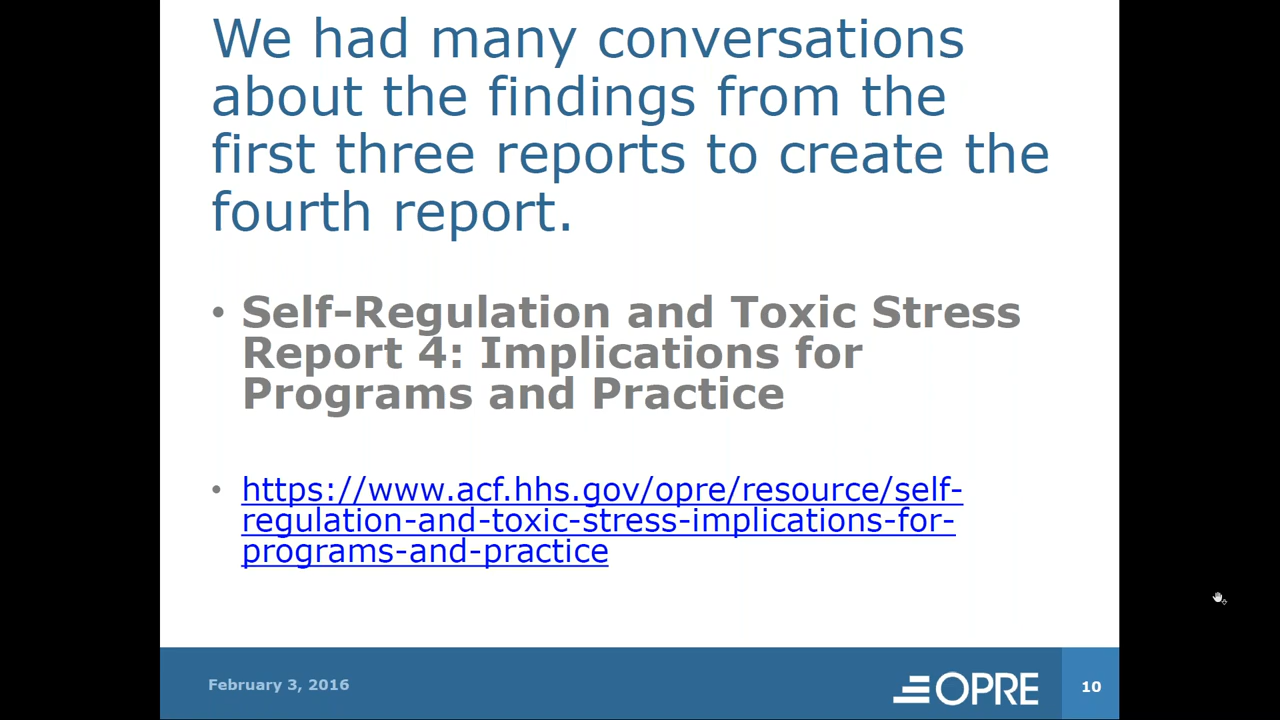 We had many conversations
about the findings from the
first three reports to create the
fourth report.
• Self-Regulation and Toxic Stress
Report 4: Implications for
Programs and Practice
• https://www.acf.hhs.gov/opre/resource/self-
regulation-and-toxic-stress-implications-for-
programs-and-practice
February 3, 2016
OPRE
10